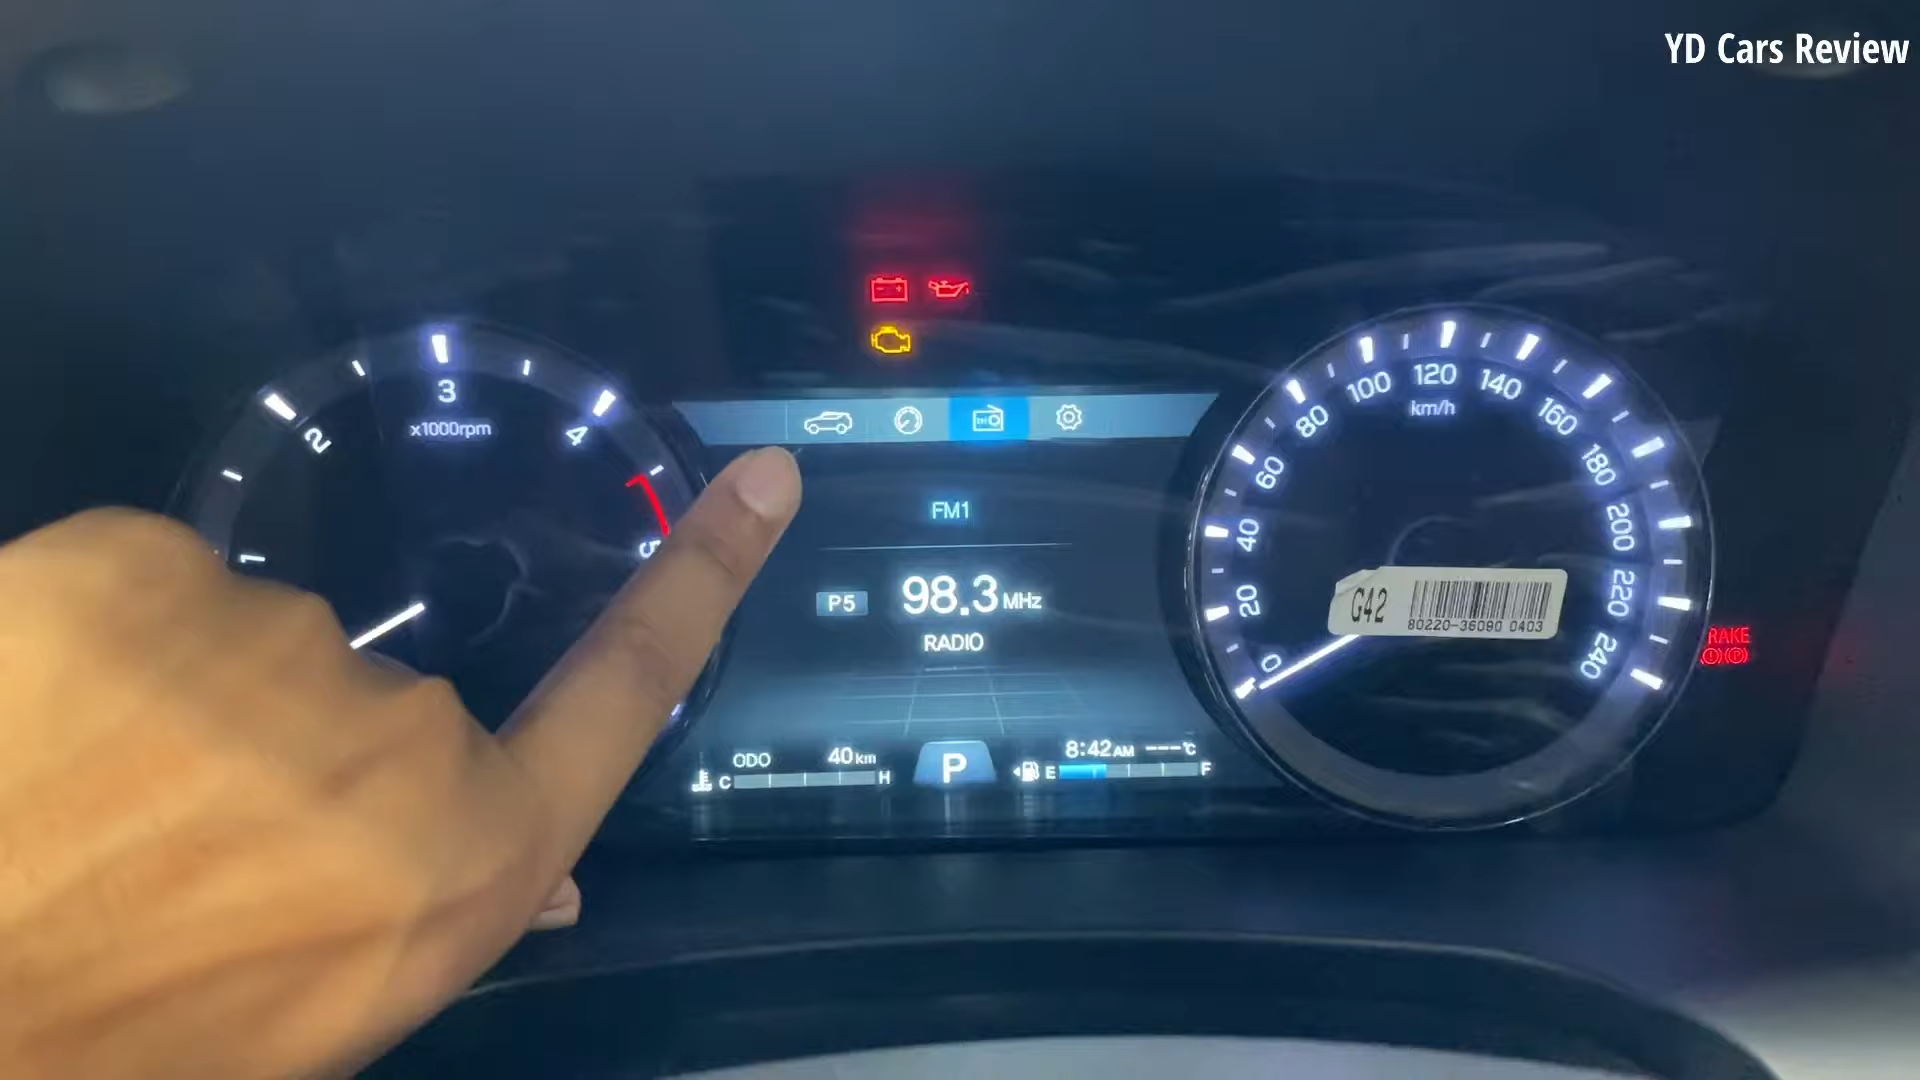 YD Cars Review
1
2
3
4
5
x1000rpm
FM1
P5 98.3 MHz
RADIO
ODO 40 km
C H
P
8:42 AM ---°C
E F
0
20
40
60
80
100
120
140
160
180
200
220
240
km/h
G42
80220-36090 0403
RAKE
(!) (P)